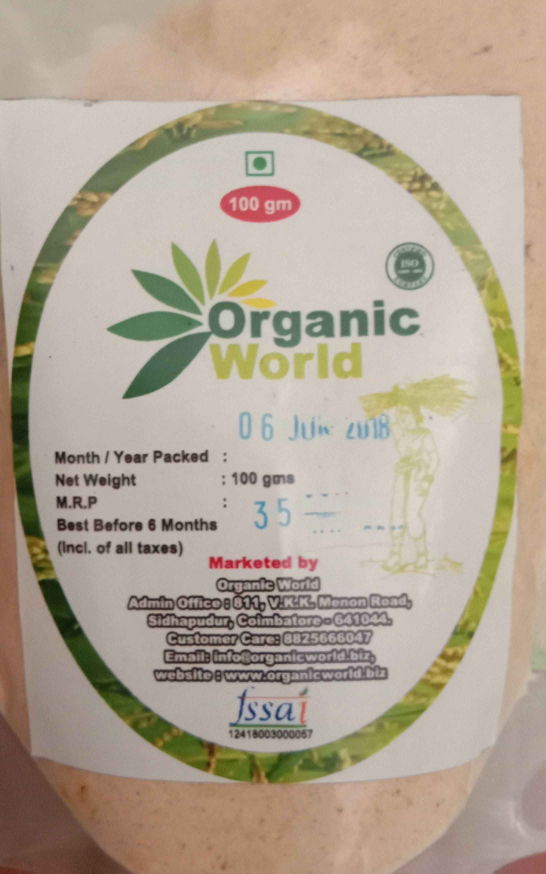 100 gm
ISO
Organic
World
06 JUN 2018
Month / Year Packed :
Net Weight : 100 gms
M.R.P : 35
Best Before 6 Months
(Incl. of all taxes)
Marketed by
Organic World
Admin Office : 811, V.K.K. Menon Road,
Sidhapudur, Coimbatore - 641044.
Customer Care: 8825666047
Email: info@organicworld.biz,
website : www.organicworld.biz
fssai
12418003000057